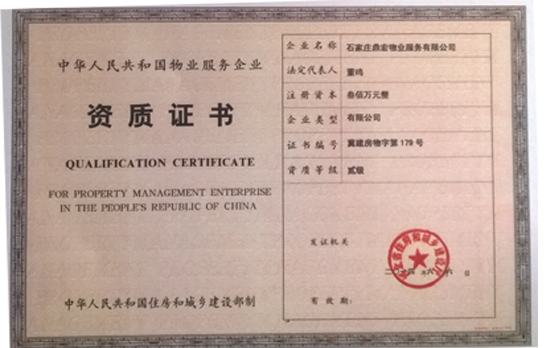 中华人民共和国物业服务企业
资质证书
QUALIFICATION CERTIFICATE
FOR PROPERTY MANAGEMENT ENTERPRISE
IN THE PEOPLE'S REPUBLIC OF CHINA
中华人民共和国住房和城乡建设部制
企业名称 石家庄鼎宏物业服务有限公司
法定代表人 董鸣
注册资本 叁佰万元整
企业类型 有限公司
证书编号 冀建房物字第179号
资质等级 贰级
发证机关
日
有效期: